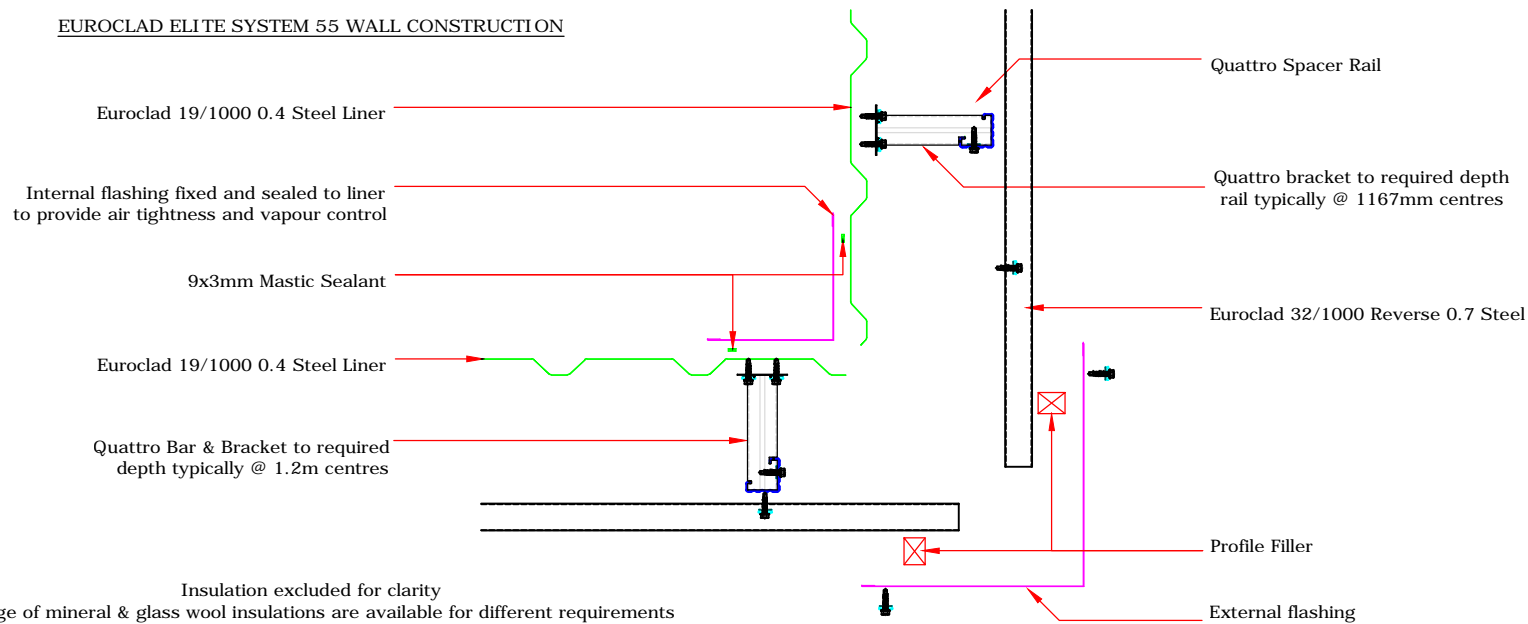 EUROCLAD ELITE SYSTEM 55 WALL CONSTRUCTION
Euroclad 19/1000 0.4 Steel Liner
Internal flashing fixed and sealed to liner
to provide air tightness and vapour control
9x3mm Mastic Sealant
Euroclad 19/1000 0.4 Steel Liner
Quattro Bar & Bracket to required
depth typically @ 1.2m centres
Insulation excluded for clarity
of mineral & glass wool insulations are available for different requirements
Quattro Spacer Rail
Quattro bracket to required depth
rail typically @ 1167mm centres
Euroclad 32/1000 Reverse 0.7 Steel
Profile Filler
External flashing